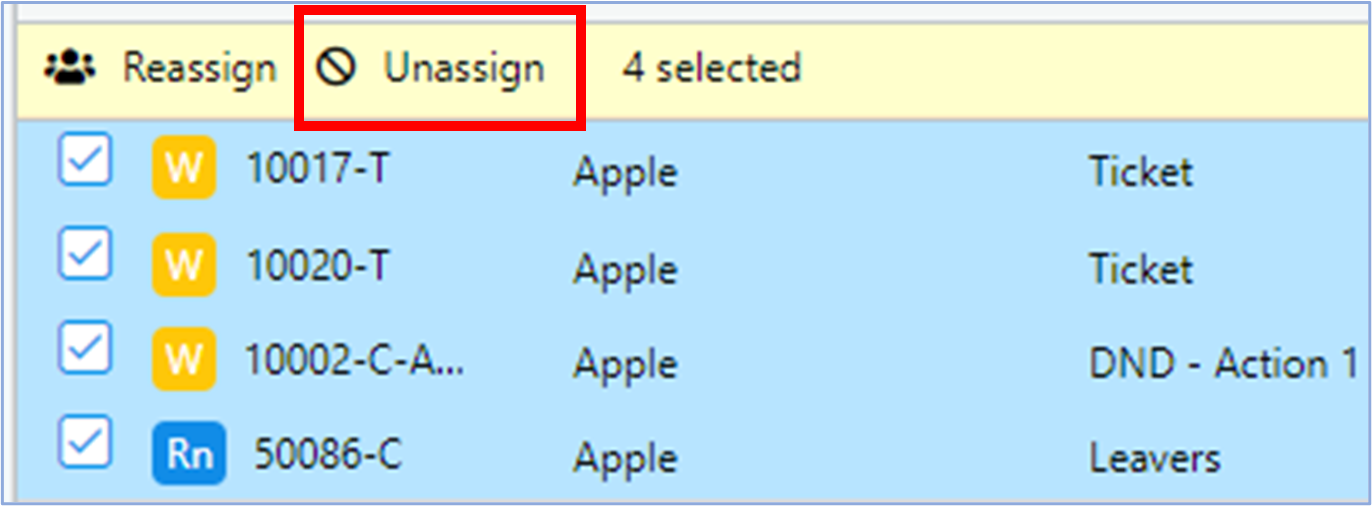 Reassign Unassign 4 selected
W 10017-T Apple Ticket
W 10020-T Apple Ticket
W 10002-C-A... Apple DND - Action 1
Rn 50086-C Apple Leavers